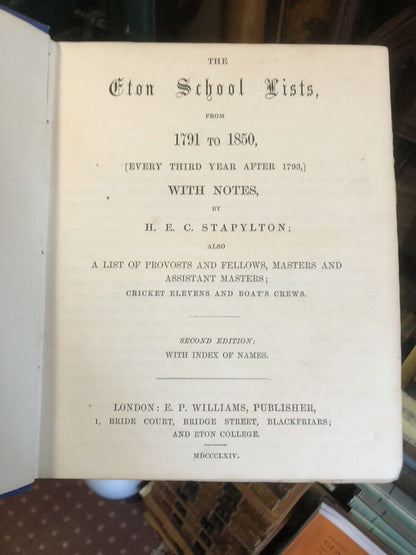 THE
Eton School Lists,
FROM
1791 TO 1850,
[EVERY THIRD YEAR AFTER 1793,]
WITH NOTES,
BY
H. E. C. STAPYLTON;
ALSO
A LIST OF PROVOSTS AND FELLOWS, MASTERS AND
ASSISTANT MASTERS;
CRICKET ELEVENS AND BOAT'S CREWS.
SECOND EDITION;
WITH INDEX OF NAMES.
LONDON: E. P. WILLIAMS, PUBLISHER,
1, BRIDE COURT, BRIDGE STREET, BLACKFRIARS;
AND ETON COLLEGE.
MDCCCLXIV.